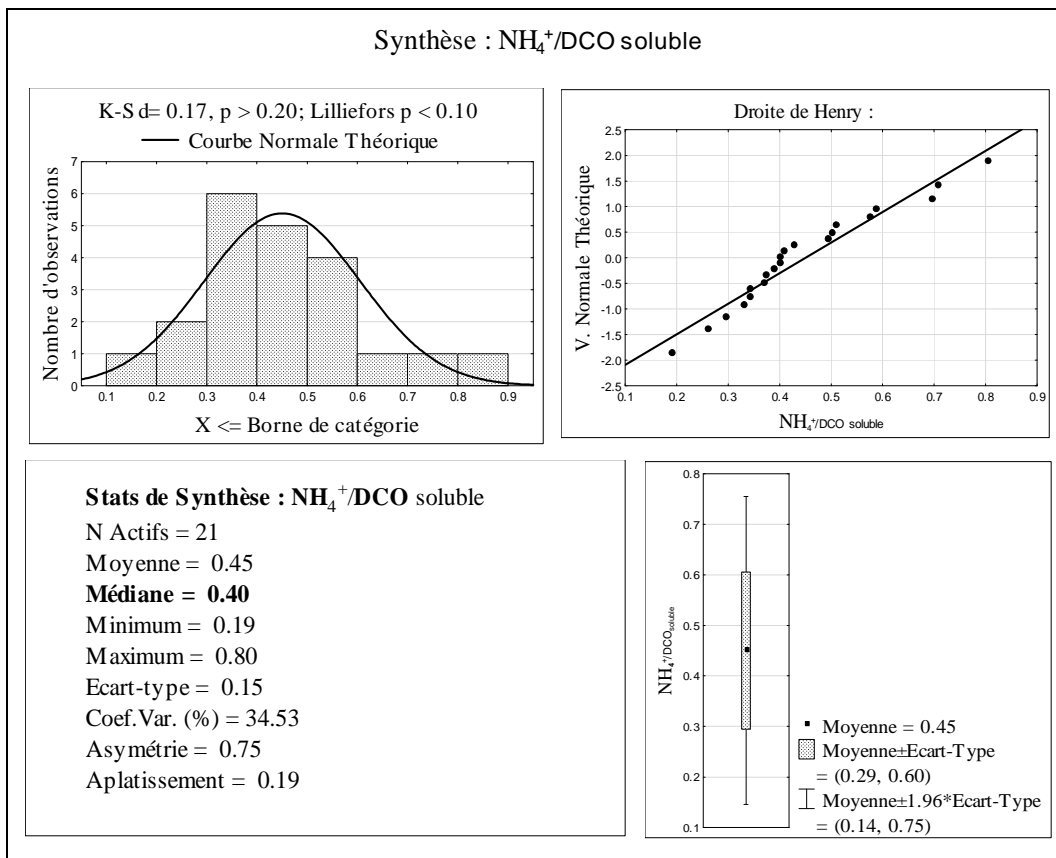 Synthèse : NH₄⁺/DCO soluble
K-S d= 0.17, p > 0.20; Lilliefors p < 0.10
Courbe Normale Théorique
Nombre d'observations
7
6
5
4
3
2
1
0
0.1 0.2 0.3 0.4 0.5 0.6 0.7 0.8 0.9
X <= Borne de catégorie
Droite de Henry :
V. Normale Théorique
2.5
2.0
1.5
1.0
0.5
0.0
-0.5
-1.0
-1.5
-2.0
-2.5
0.1 0.2 0.3 0.4 0.5 0.6 0.7 0.8 0.9
NH₄⁺/DCO soluble
Stats de Synthèse : NH₄⁺/DCO soluble
N Actifs = 21
Moyenne = 0.45
Médiane = 0.40
Minimum = 0.19
Maximum = 0.80
Ecart-type = 0.15
Coef.Var. (%) = 34.53
Asymétrie = 0.75
Aplatissement = 0.19
NH₄⁺/DCOsoluble
0.8
0.7
0.6
0.5
0.4
0.3
0.2
0.1
Moyenne = 0.45
Moyenne±Ecart-Type
= (0.29, 0.60)
Moyenne±1.96*Ecart-Type
= (0.14, 0.75)